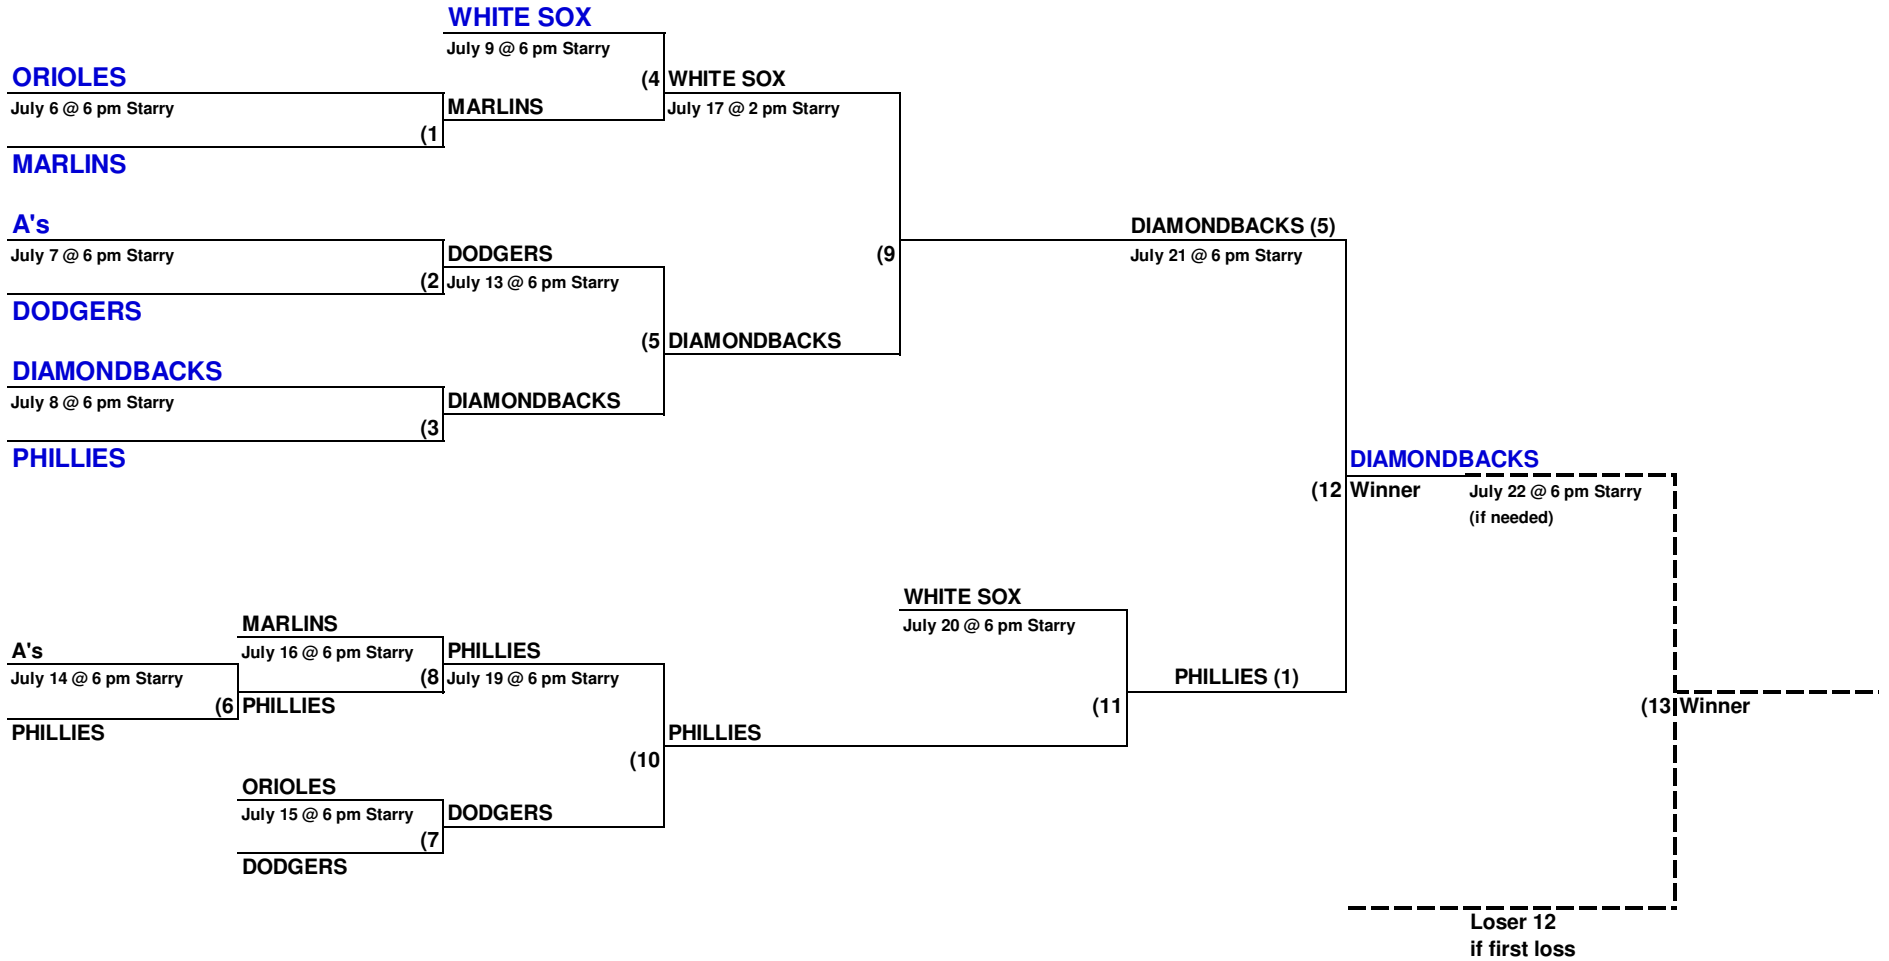 WHITE SOX
July 9 @ 6 pm Starry
ORIOLES
(4 WHITE SOX
July 6 @ 6 pm Starry
MARLINS
July 17 @ 2 pm Starry
(1
MARLINS
A's
DIAMONDBACKS (5)
July 7 @ 6 pm Starry
DODGERS
(9
July 21 @ 6 pm Starry
(2 July 13 @ 6 pm Starry
DODGERS
(5 DIAMONDBACKS
DIAMONDBACKS
July 8 @ 6 pm Starry
DIAMONDBACKS
(3
PHILLIES
DIAMONDBACKS
(12 Winner
July 22 @ 6 pm Starry
(if needed)
WHITE SOX
July 20 @ 6 pm Starry
MARLINS
A's
July 16 @ 6 pm Starry
PHILLIES
July 14 @ 6 pm Starry
(8 July 19 @ 6 pm Starry
PHILLIES (1)
(6 PHILLIES
(11
(13 Winner
PHILLIES
PHILLIES
(10
ORIOLES
July 15 @ 6 pm Starry
DODGERS
(7
DODGERS
Loser 12
if first loss